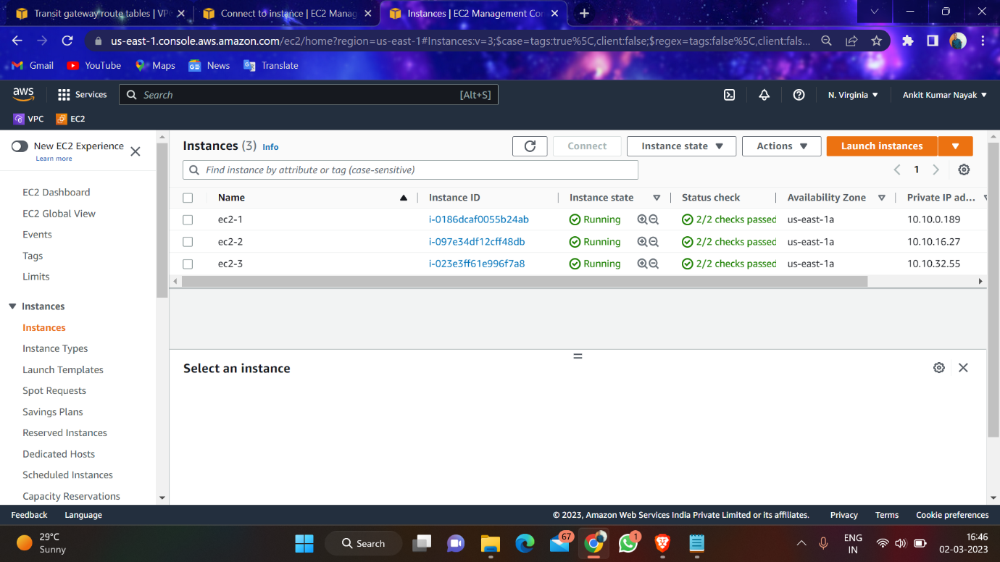 Transit gateway route tables | VP
Connect to instance | EC2 Manag
Instances | EC2 Management Con
us-east-1.console.aws.amazon.com/ec2/home?region=us-east-1#Instances:v=3;$case=tags:true%5C,client:false;$regex=tags:false%5C,client:fals...
Gmail
YouTube
Maps
News
Translate
aws
Services
Search
[Alt+S]
N. Virginia
Ankit Kumar Nayak
VPC
EC2
New EC2 Experience
Learn more
EC2 Dashboard
EC2 Global View
Events
Tags
Limits
Instances
Instances
Instance Types
Launch Templates
Spot Requests
Savings Plans
Reserved Instances
Dedicated Hosts
Scheduled Instances
Capacity Reservations
Instances (3) Info
Connect
Instance state
Actions
Launch instances
Find instance by attribute or tag (case-sensitive)
1
Name Instance ID Instance state Status check Availability Zone Private IP ad...
ec2-1 i-0186dcaf0055b24ab Running 2/2 checks passed us-east-1a 10.10.0.189
ec2-2 i-097e34df12cff48db Running 2/2 checks passed us-east-1a 10.10.16.27
ec2-3 i-023e3ff61e996f7a8 Running 2/2 checks passed us-east-1a 10.10.32.55
Select an instance
Feedback
Language
© 2023, Amazon Web Services India Private Limited or its affiliates.
Privacy
Terms
Cookie preferences
29°C
Sunny
Search
67
1
ENG
IN
16:46
02-03-2023